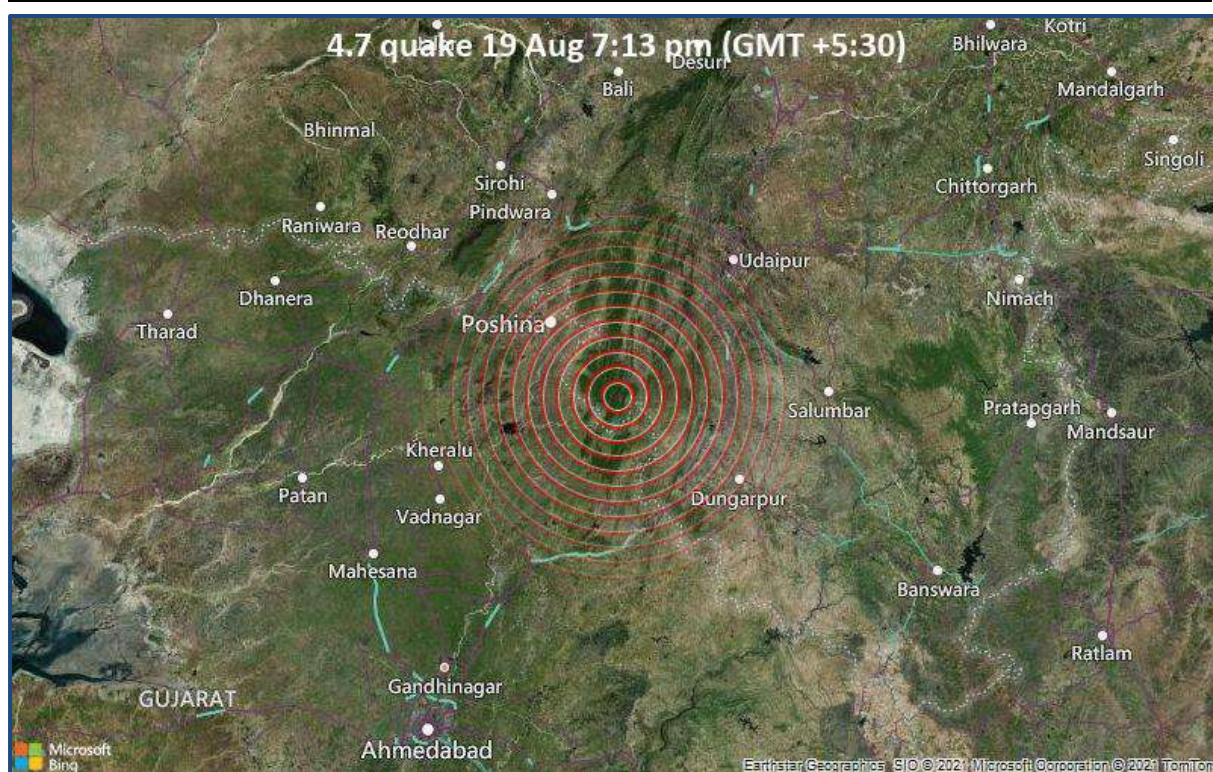 4.7 quake 19 Aug 7:13 pm (GMT +5:30)
Kotri
Bhilwara
Desuri
Bali
Mandalgarh
Bhinmal
Singoli
Sirohi
Chittorgarh
Pindwara
Raniwara
Reodhar
Udaipur
Dhanera
Nimach
Poshina
Tharad
Salumbar
Pratapgarh
Mandsaur
Kheralu
Patan
Dungarpur
Vadnagar
Mahesana
Banswara
Ratlam
Gandhinagar
GUJARAT
Ahmedabad
Microsoft
Bing
Earthstar Geographics SIO © 2021 Microsoft Corporation © 2021 TomTom